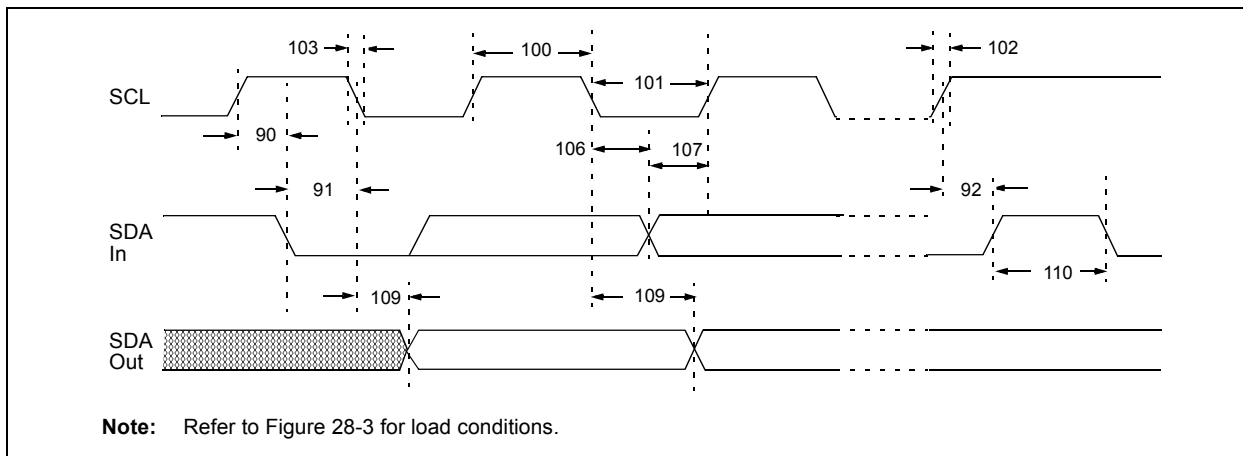 103
100
102
101
SCL
90
106
107
91
92
SDA
In
110
109
109
SDA
Out
Note: Refer to Figure 28-3 for load conditions.